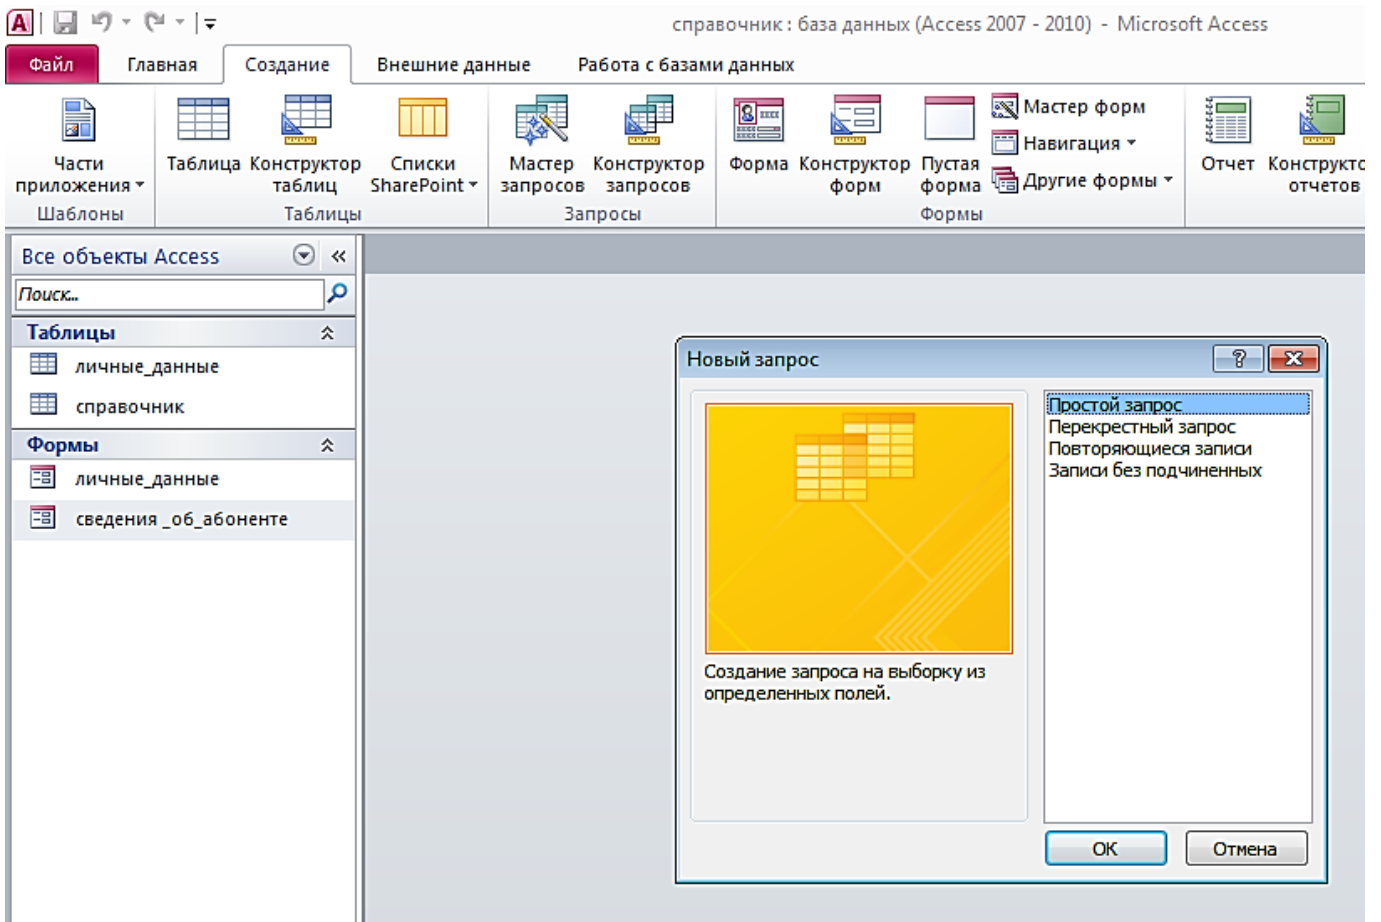 справочник : база данных (Access 2007 - 2010) - Microsoft Access
Файл Главная Создание Внешние данные Работа с базами данных
Части приложения
Таблица
Конструктор таблиц
Списки SharePoint
Мастер запросов
Конструктор запросов
Форма
Конструктор форм
Пустая форма
Мастер форм
Навигация
Другие формы
Отчет
Конструкто
отчетов
Шаблоны Таблицы Запросы Формы
Все объекты Access
Поиск...
Таблицы
личные_данные
справочник
Формы
личные_данные
сведения _об_абоненте
Новый запрос
Простой запрос
Перекрестный запрос
Повторяющиеся записи
Записи без подчиненных
Создание запроса на выборку из
определенных полей.
ОК Отмена